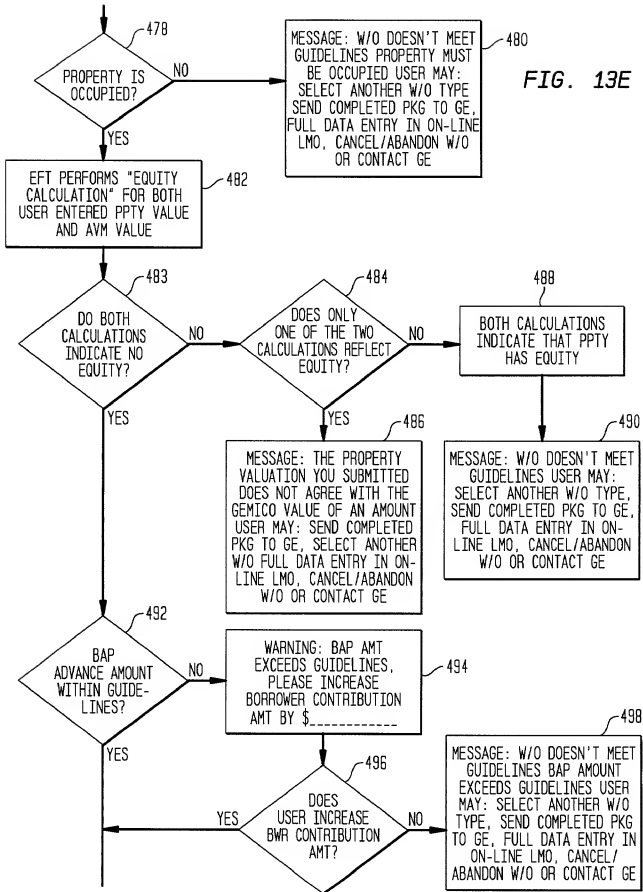 478
PROPERTY IS
OCCUPIED?
NO
YES
MESSAGE: W/O DOESN'T MEET
GUIDELINES PROPERTY MUST
BE OCCUPIED USER MAY:
SELECT ANOTHER W/O TYPE
SEND COMPLETED PKG TO GE,
FULL DATA ENTRY IN ON-LINE
LMO, CANCEL/ABANDON W/O
OR CONTACT GE
480
FIG. 13E
EFT PERFORMS "EQUITY
CALCULATION" FOR BOTH
USER ENTERED PPTY VALUE
AND AVM VALUE
482
483
DO BOTH
CALCULATIONS
INDICATE NO
EQUITY?
NO
YES
484
DOES ONLY
ONE OF THE TWO
CALCULATIONS REFLECT
EQUITY?
NO
YES
488
BOTH CALCULATIONS
INDICATE THAT PPTY
HAS EQUITY
486
MESSAGE: THE PROPERTY
VALUATION YOU SUBMITTED
DOES NOT AGREE WITH THE
GEMICO VALUE OF AN AMOUNT
USER MAY: SEND COMPLETED
PKG TO GE, SELECT ANOTHER
W/O FULL DATA ENTRY IN ON-
LINE LMO, CANCEL/ABANDON
W/O OR CONTACT GE
490
MESSAGE: W/O DOESN'T MEET
GUIDELINES USER MAY:
SELECT ANOTHER W/O TYPE,
SEND COMPLETED PKG TO GE,
FULL DATA ENTRY IN ON-
LINE LMO, CANCEL/ABANDON
W/O OR CONTACT GE
492
BAP
ADVANCE AMOUNT
WITHIN GUIDE-
LINES?
NO
YES
WARNING: BAP AMT
EXCEEDS GUIDELINES,
PLEASE INCREASE
BORROWER CONTRIBUTION
AMT BY $_____________
494
496
DOES
USER INCREASE
BWR CONTRIBUTION
AMT?
YES
NO
498
MESSAGE: W/O DOESN'T MEET
GUIDELINES BAP AMOUNT
EXCEEDS GUIDELINES USER
MAY: SELECT ANOTHER W/O
TYPE, SEND COMPLETED PKG
TO GE, FULL DATA ENTRY IN
ON-LINE LMO, CANCEL/
ABANDON W/O OR CONTACT GE